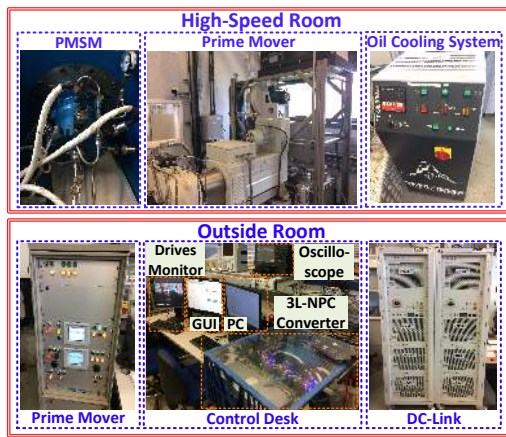 High-Speed Room
PMSM
Prime Mover
Oil Cooling System
Outside Room
Drives
Monitor
Oscillo-
scope
GUI
PC
3L-NPC
Converter
Prime Mover
Control Desk
DC-Link